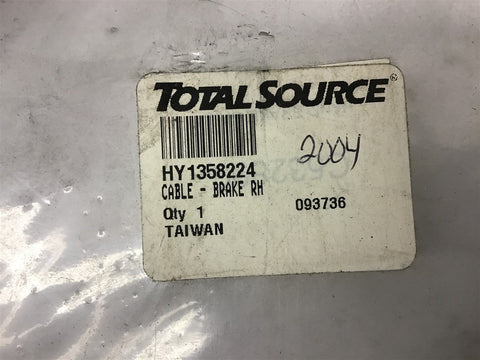 TOTAL SOURCE®
2004
HY1358224
CABLE - BRAKE RH
Qty 1
093736
TAIWAN